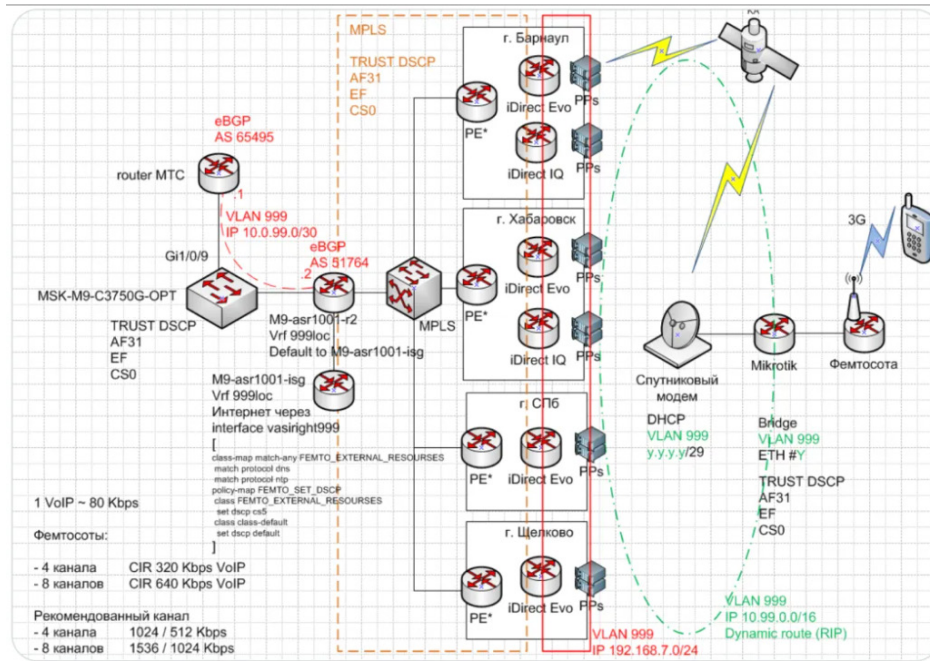 MPLS
TRUST DSCP
AF31
EF
CS0
г. Барнаул
PE*
iDirect Evo
PPs
iDirect IQ
PPs
eBGP
AS 65495
router MTC
.1
VLAN 999
IP 10.0.99.0/30
eBGP
AS 51764
.2
Gi1/0/9
MSK-M9-C3750G-OPT
TRUST DSCP
AF31
EF
CS0
M9-asr1001-r2
Vrf 999loc
Default to M9-asr1001-isg
MPLS
M9-asr1001-isg
Vrf 999loc
Интернет через
interface vasiright999
[
class-map match-any FEMTO_EXTERNAL_RESOURSES
match protocol dns
match protocol ntp
policy-map FEMTO_SET_DSCP
class FEMTO_EXTERNAL_RESOURSES
set dscp cs5
class class-default
set dscp default
]
г. Хабаровск
PE*
iDirect Evo
PPs
iDirect IQ
PPs
г. СПб
PE*
iDirect Evo
PPs
г. Щелково
PE*
iDirect Evo
PPs
VLAN 999
IP 192.168.7.0/24
3G
Спутниковый
модем
DHCP
VLAN 999
y.y.y.y/29
Mikrotik
Bridge
VLAN 999
ETH #Y
TRUST DSCP
AF31
EF
CS0
Фемтосота
VLAN 999
IP 10.99.0.0/16
Dynamic route (RIP)
1 VoIP ~ 80 Kbps
Фемтосоты:
- 4 канала CIR 320 Kbps VoIP
- 8 каналов CIR 640 Kbps VoIP
Рекомендованный канал
- 4 канала 1024 / 512 Kbps
- 8 каналов 1536 / 1024 Kbps